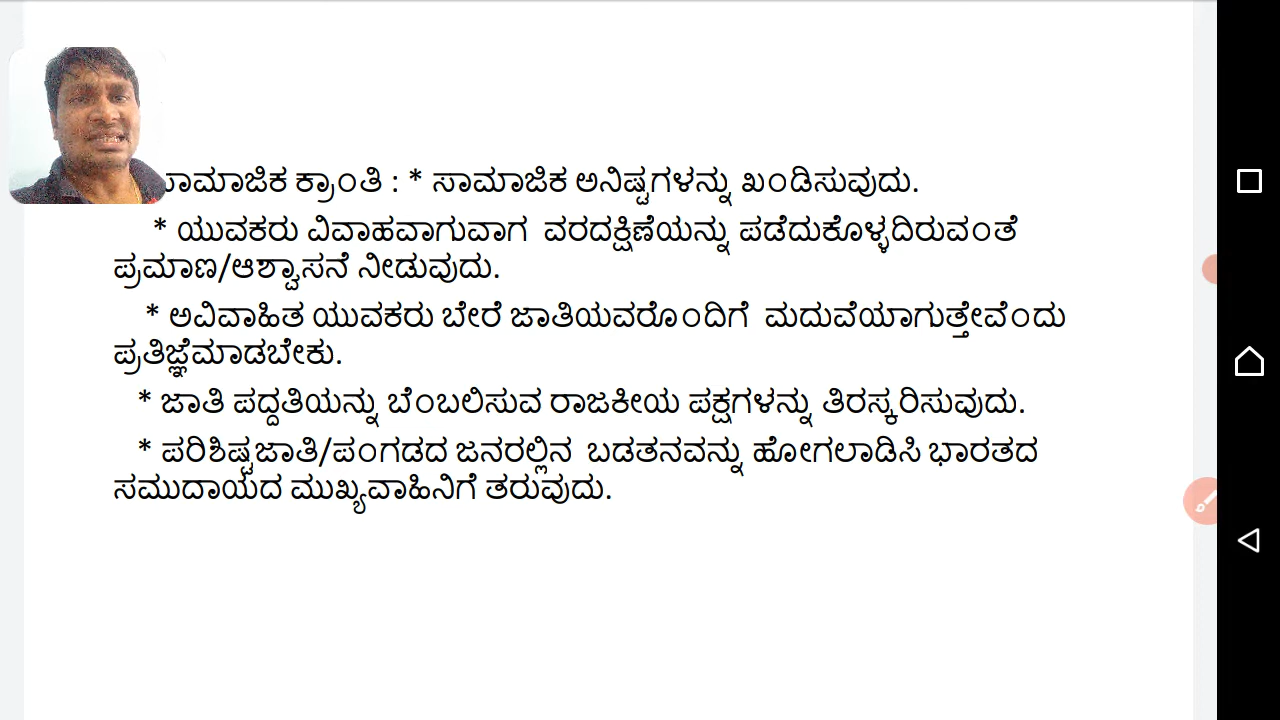 ಸಾಮಾಜಿಕ ಕ್ರಾಂತಿ : * ಸಾಮಾಜಿಕ ಅನಿಷ್ಟಗಳನ್ನು ಖಂಡಿಸುವುದು.
* ಯುವಕರು ವಿವಾಹವಾಗುವಾಗ ವರದಕ್ಷಿಣೆಯನ್ನು ಪಡೆದುಕೊಳ್ಳದಿರುವಂತೆ
ಪ್ರಮಾಣ/ಆಶ್ವಾಸನೆ ನೀಡುವುದು.
* ಅವಿವಾಹಿತ ಯುವಕರು ಬೇರೆ ಜಾತಿಯವರೊಂದಿಗೆ ಮದುವೆಯಾಗುತ್ತೇವೆಂದು
ಪ್ರತಿಜ್ಞೆಮಾಡಬೇಕು.
* ಜಾತಿ ಪದ್ದತಿಯನ್ನು ಬೆಂಬಲಿಸುವ ರಾಜಕೀಯ ಪಕ್ಷಗಳನ್ನು ತಿರಸ್ಕರಿಸುವುದು.
* ಪರಿಶಿಷ್ಟಜಾತಿ/ಪಂಗಡದ ಜನರಲ್ಲಿನ ಬಡತನವನ್ನು ಹೋಗಲಾಡಿಸಿ ಭಾರತದ
ಸಮುದಾಯದ ಮುಖ್ಯವಾಹಿನಿಗೆ ತರುವುದು.